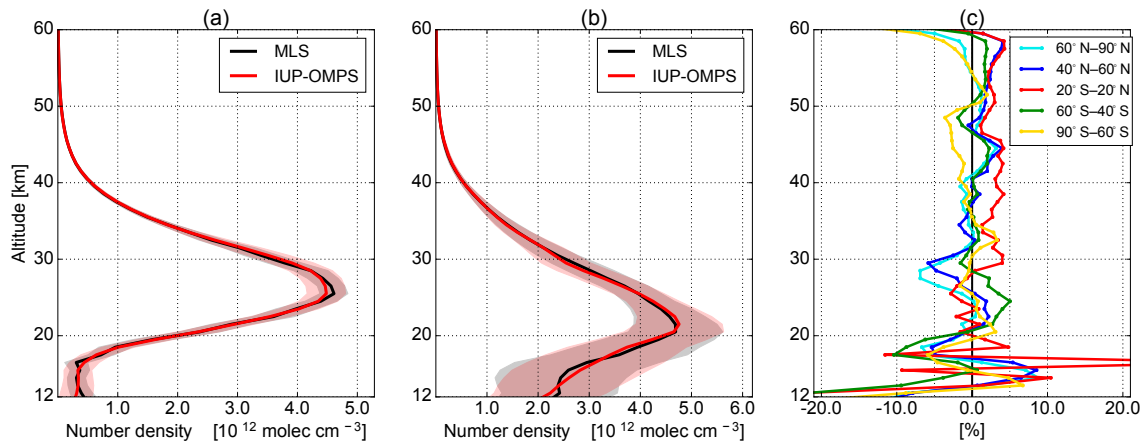 (a)
MLS
IUP-OMPS
60
50
40
30
20
12
Altitude [km]
1.0 2.0 3.0 4.0 5.0
Number density [10 12 molec cm −3]
(b)
MLS
IUP-OMPS
60
50
40
30
20
12
1.0 2.0 3.0 4.0 5.0 6.0
Number density [10 12 molec cm −3]
(c)
60° N–90° N
40° N–60° N
20° S–20° N
60° S–40° S
90° S–60° S
60
50
40
30
20
12
-20.0 -10.0 0.0 10.0 20.0
[%]